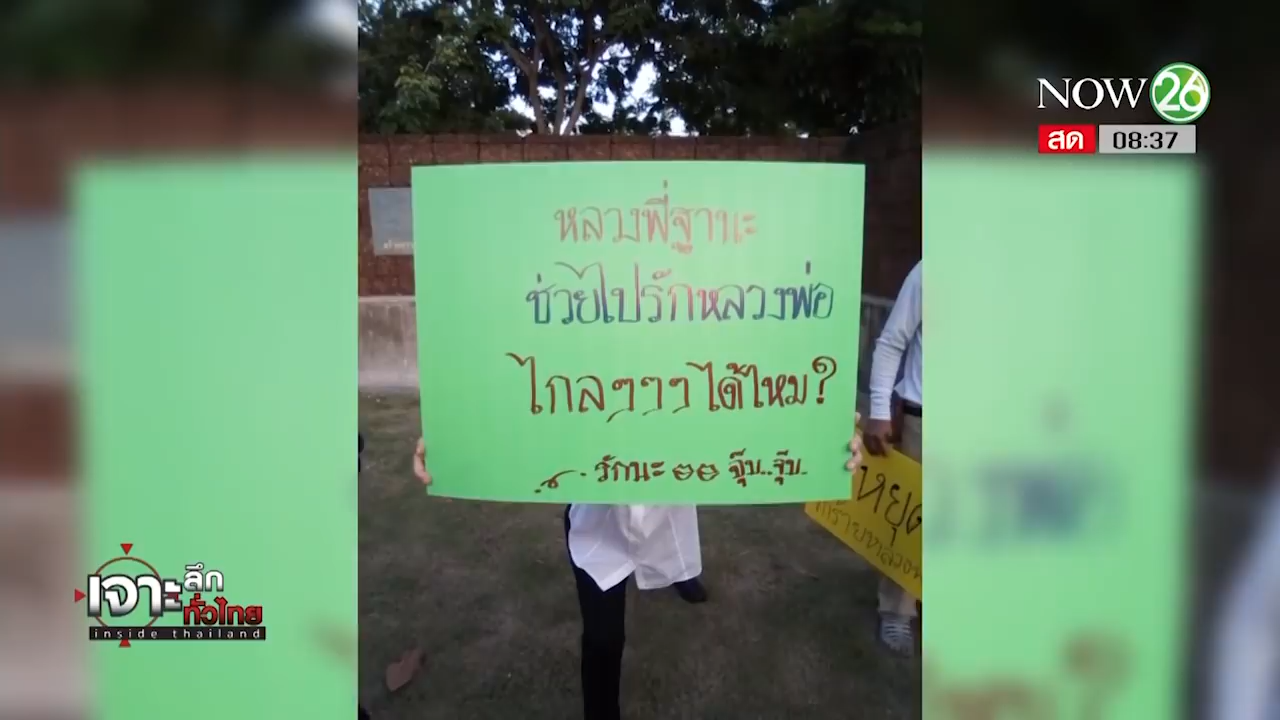 NOW 26
สด 08:37
หลวงพี่ฐานะ
ช่วยไปรักหลวงพ่อ
ไกลๆๆๆ ได้ไหม?
รักนะ ๑๑ จุ๊บ..จุ๊บ..
หยุด
เจาะลึก
ทั่วไทย
inside thailand